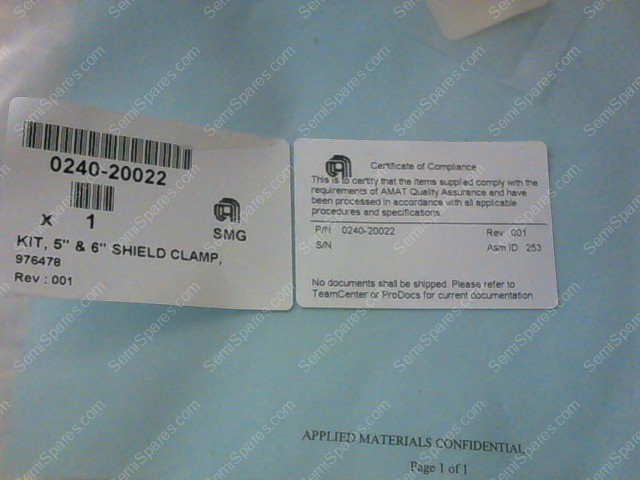 0240-20022
X 1
SMG
KIT, 5" & 6" SHIELD CLAMP,
976478
Rev : 001
Certificate of Compliance
This is to certify that the items supplied comply with the
requirements of AMAT Quality Assurance and have
been processed in accordance with all applicable
procedures and specifications.
P/N 0240-20022 Rev 001
S/N Asm ID 253
No documents shall be shipped. Please refer to
TeamCenter or ProDocs for current documentation
APPLIED MATERIALS CONFIDENTIAL
Page 1 of 1
SemiSpares.com